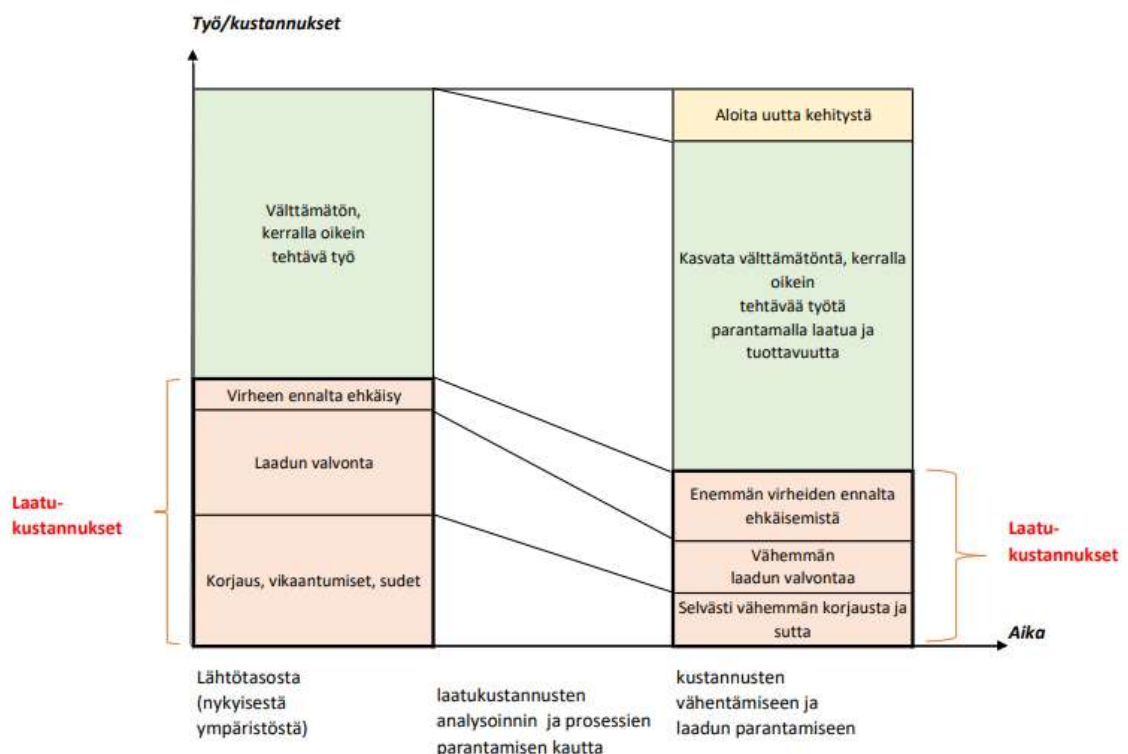 Työ/kustannukset
Välttämätön,
kerralla oikein
tehtävä työ
Virheen ennalta ehkäisy
Laadun valvonta
Korjaus, vikaantumiset, sudet
Laatu-
kustannukset
Aloita uutta kehitystä
Kasvata välttämätöntä, kerralla
oikein
tehtävää työtä
parantamalla laatua ja
tuottavuutta
Enemmän virheiden ennalta
ehkäisemistä
Vähemmän
laadun valvontaa
Selvästi vähemmän korjausta ja
sutta
Laatu-
kustannukset
Aika
Lähtötasosta
(nykyisestä
ympäristöstä)
laatukustannusten
analysoinnin ja prosessien
parantamisen kautta
kustannusten
vähentämiseen ja
laadun parantamiseen